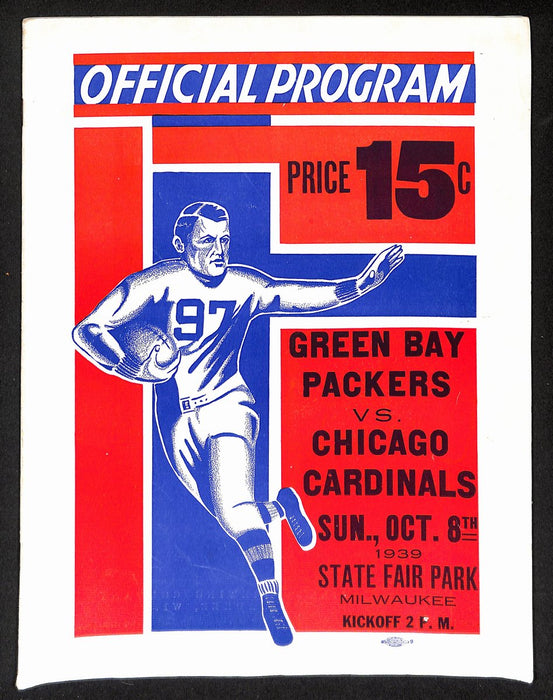 OFFICIAL PROGRAM
PRICE 15C
97
GREEN BAY
PACKERS
VS.
CHICAGO
CARDINALS
SUN., OCT. 8TH
1939
STATE FAIR PARK
MILWAUKEE
KICKOFF 2 P. M.